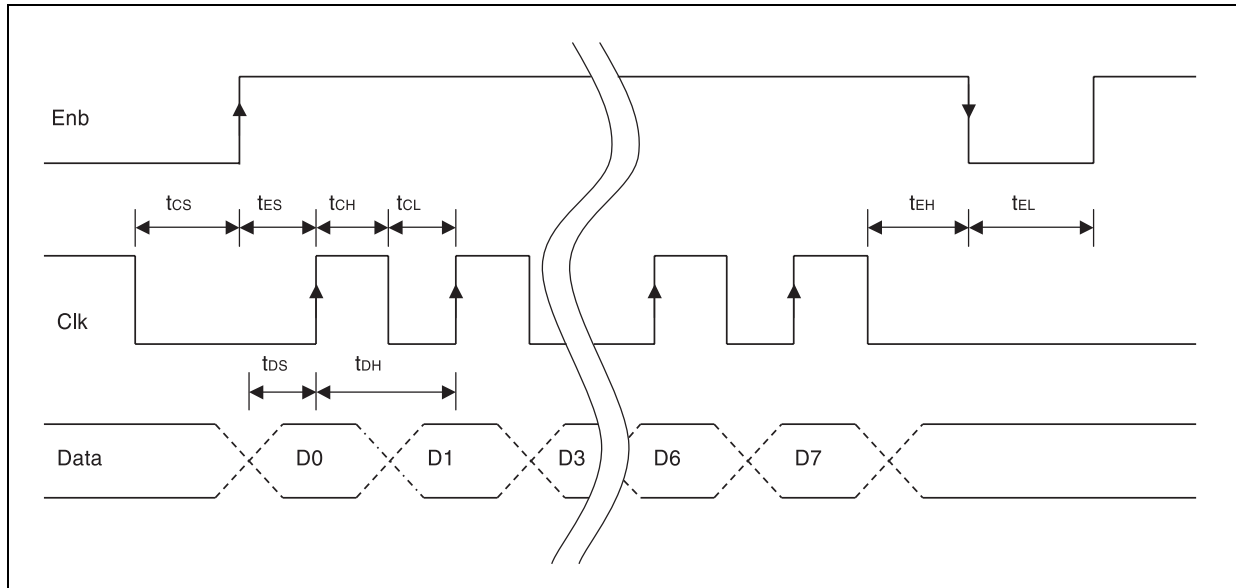 Enb
tCS tES tCH tCL tEH tEL
Clk
tDS tDH
Data D0 D1 D3 D6 D7